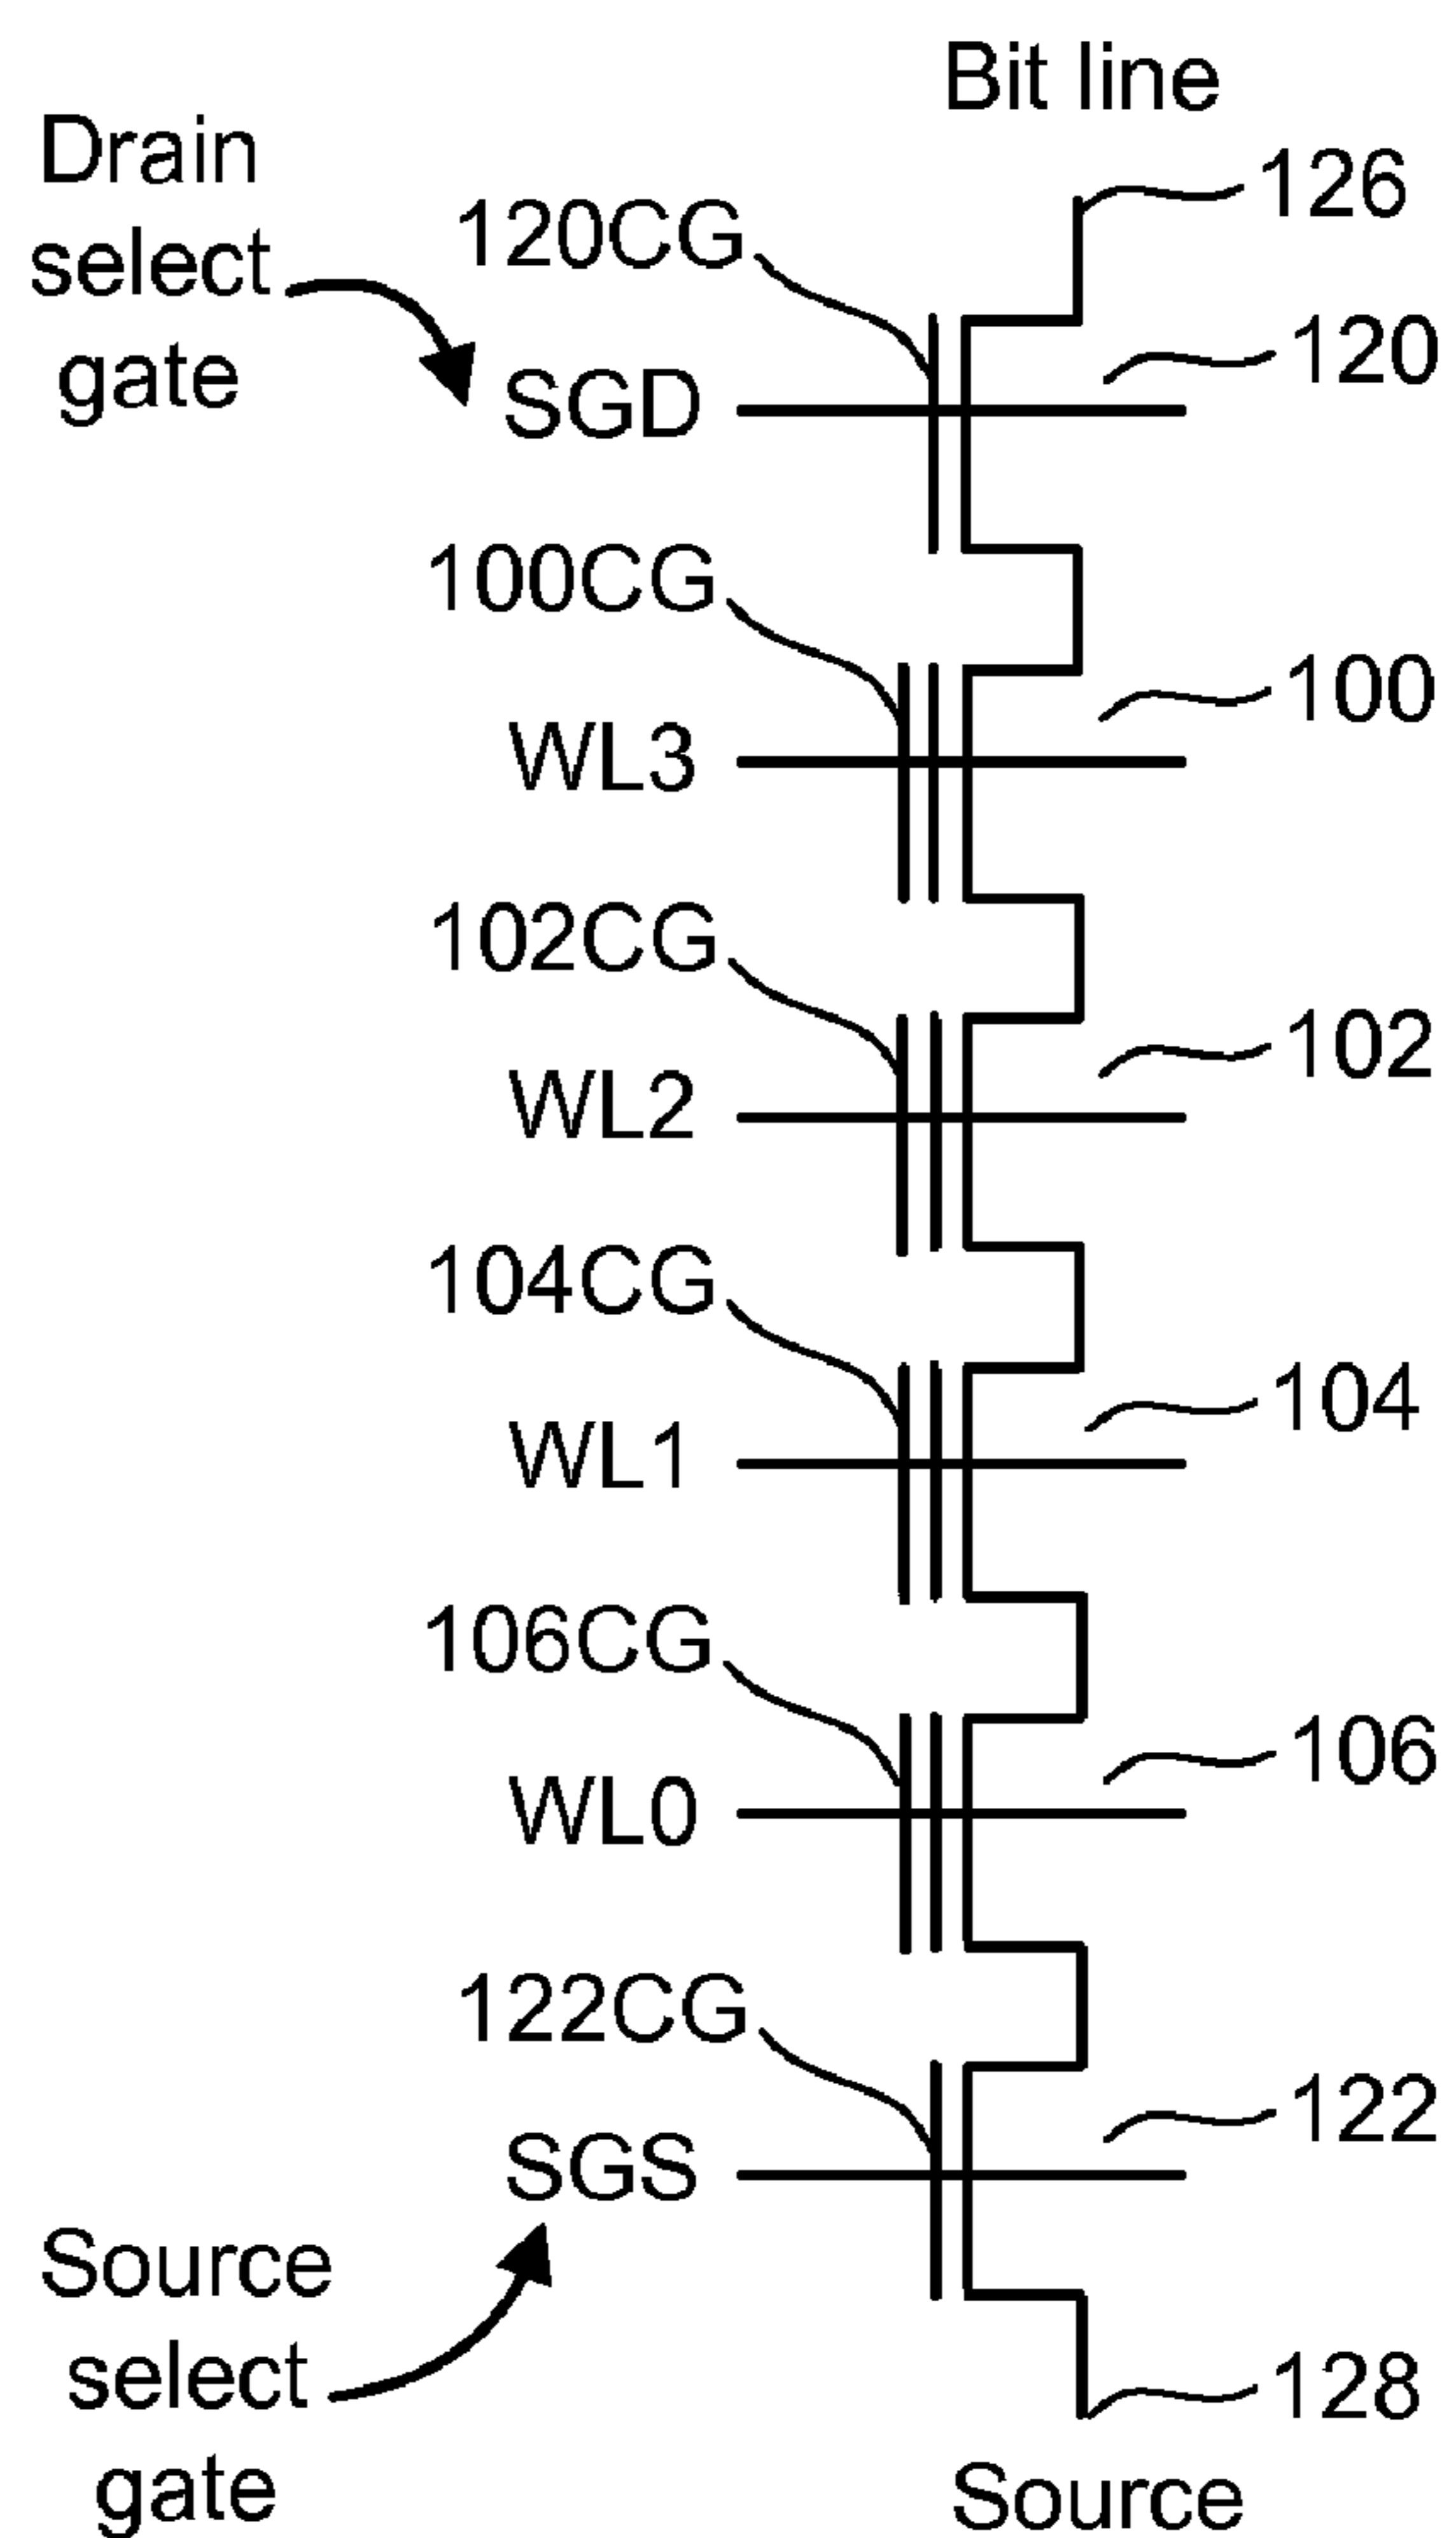 Bit line
126
Drain
select
gate
120CG
120
SGD
100CG
100
WL3
102CG
102
WL2
104CG
104
WL1
106CG
106
WL0
122CG
122
SGS
Source
select
gate
128
Source